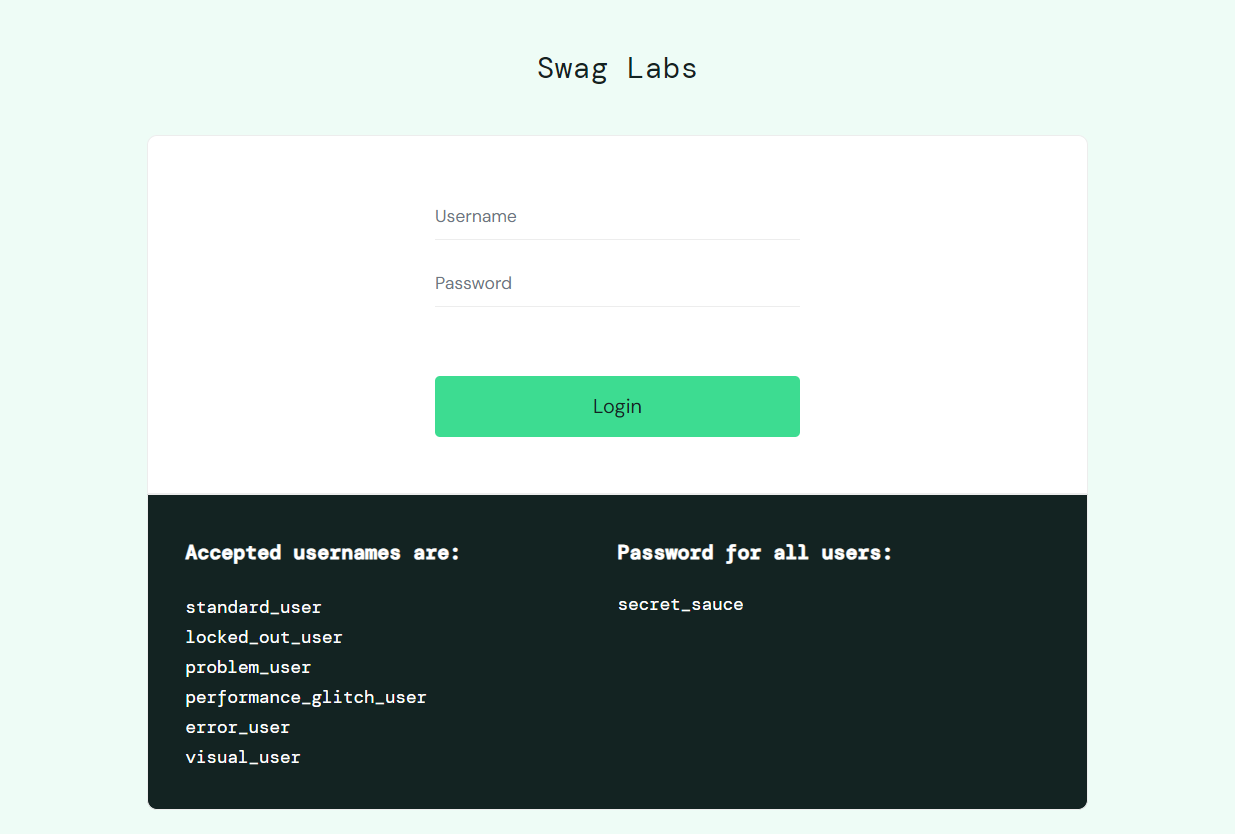 Swag Labs
Username
Password
Login
Accepted usernames are:
standard_user
locked_out_user
problem_user
performance_glitch_user
error_user
visual_user
Password for all users:
secret_sauce